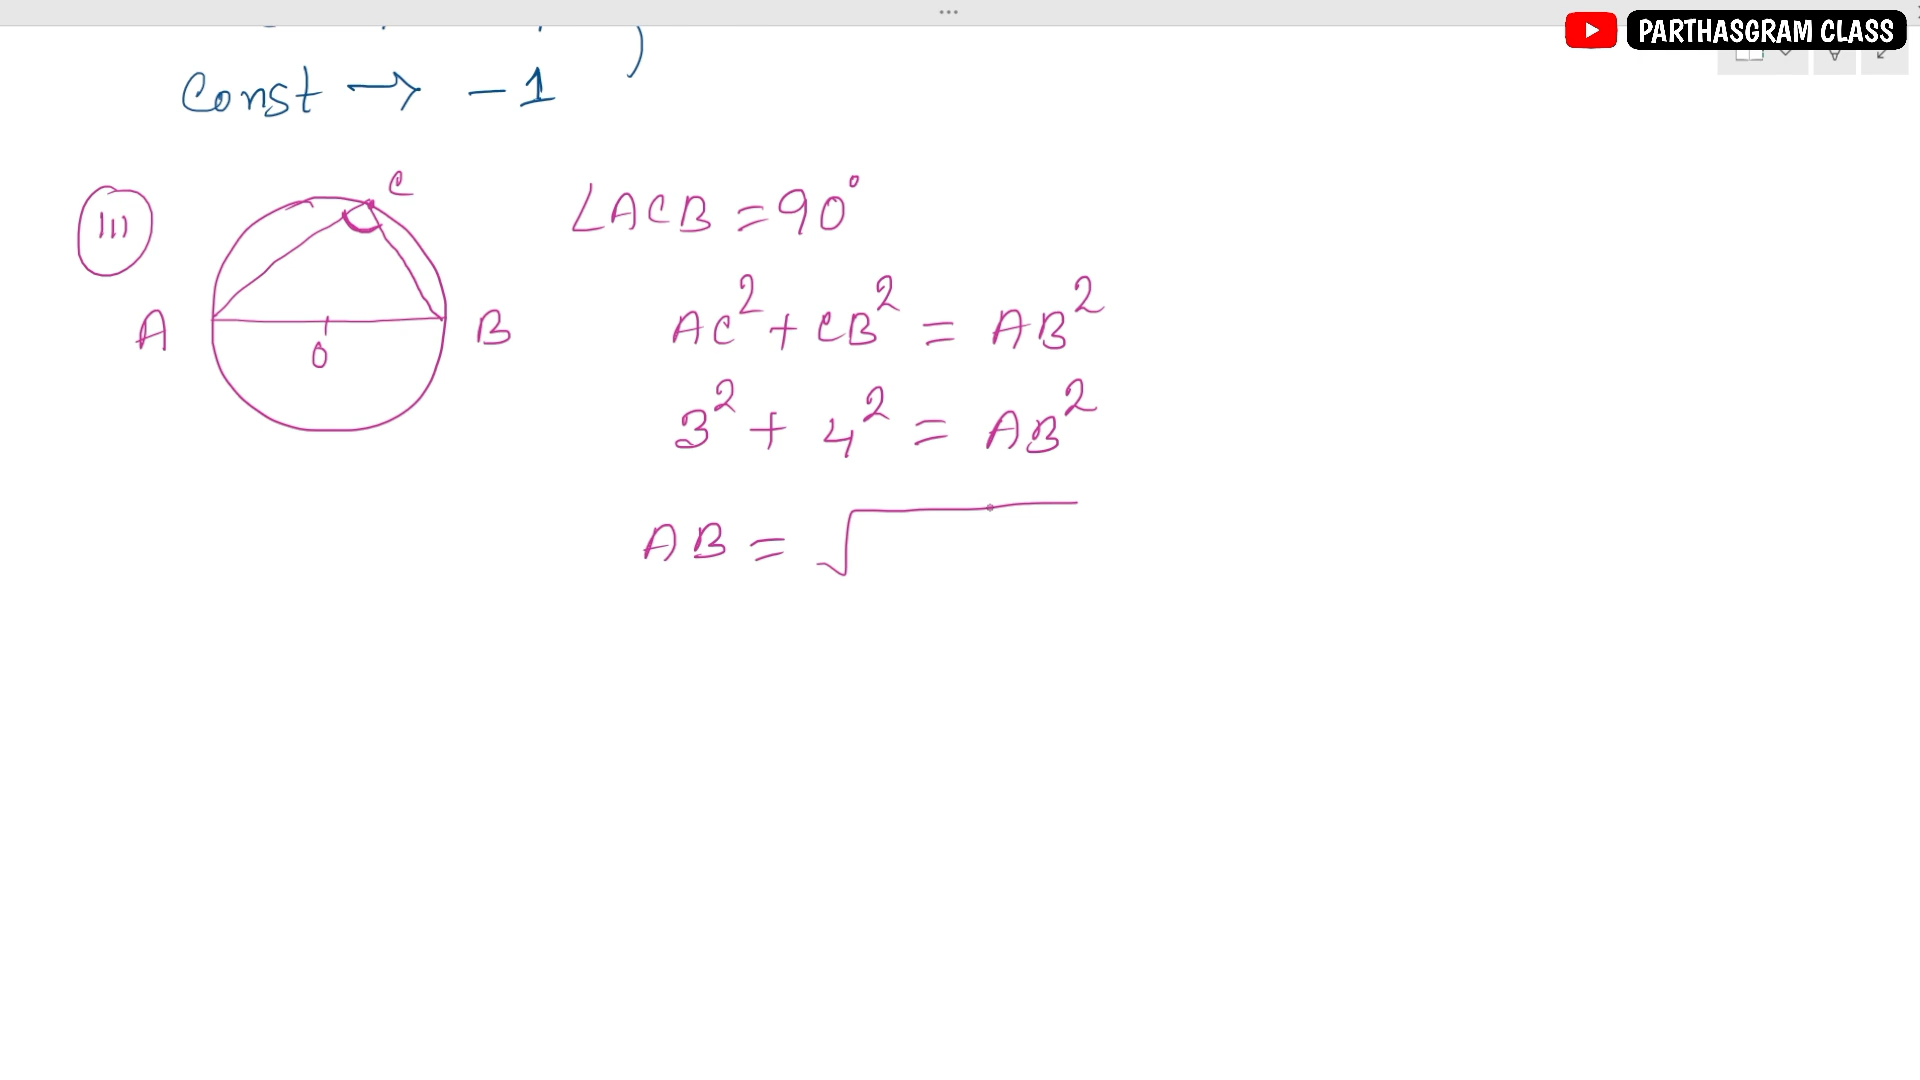 PARTHASGRAM CLASS
Const → -1
III
C
A
B
O
∠ACB = 90°
AC² + CB² = AB²
3² + 4² = AB²
AB = √